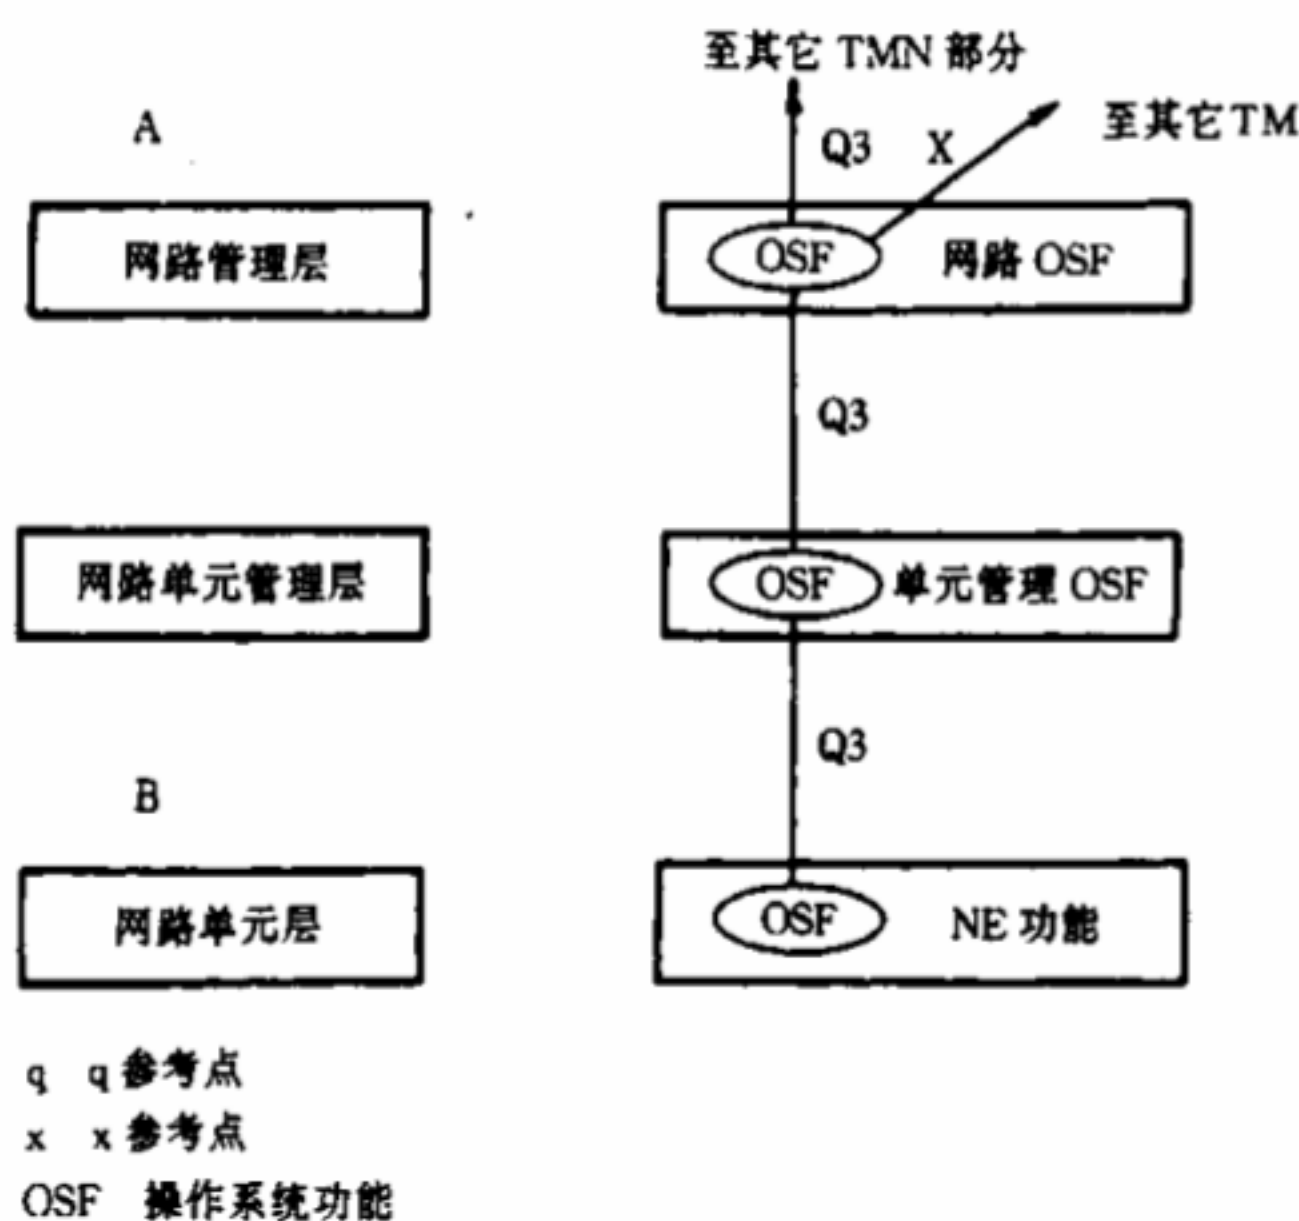 至其它 TMN 部分
A
Q3
X
至其它TM
网路管理层
OSF
网路 OSF
Q3
网路单元管理层
OSF
单元管理 OSF
Q3
B
网路单元层
OSF
NE 功能
q q 参考点
x x 参考点
OSF 操作系统功能